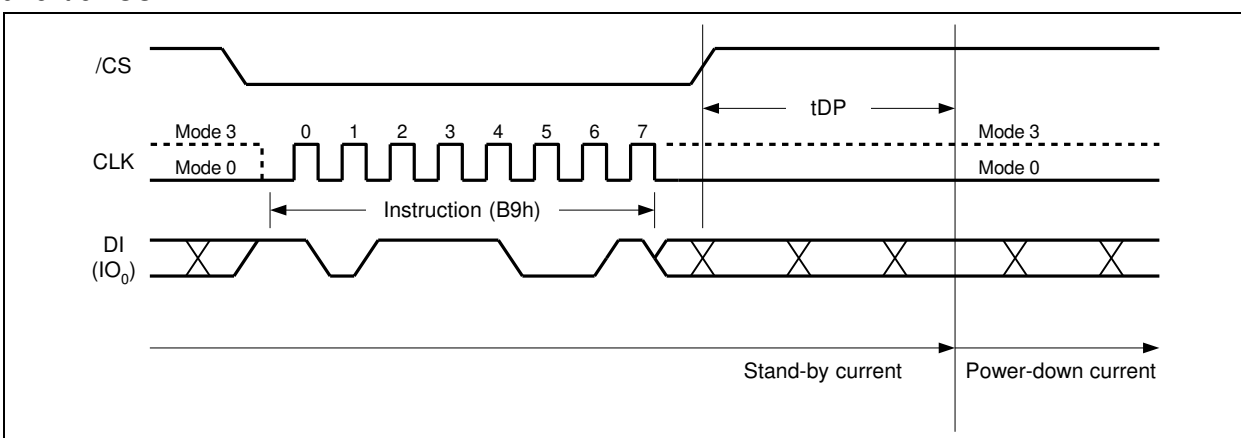 /CS
tDP
Mode 3 0 1 2 3 4 5 6 7 Mode 3
CLK
Mode 0 Mode 0
Instruction (B9h)
DI
(IO0)
Stand-by current Power-down current